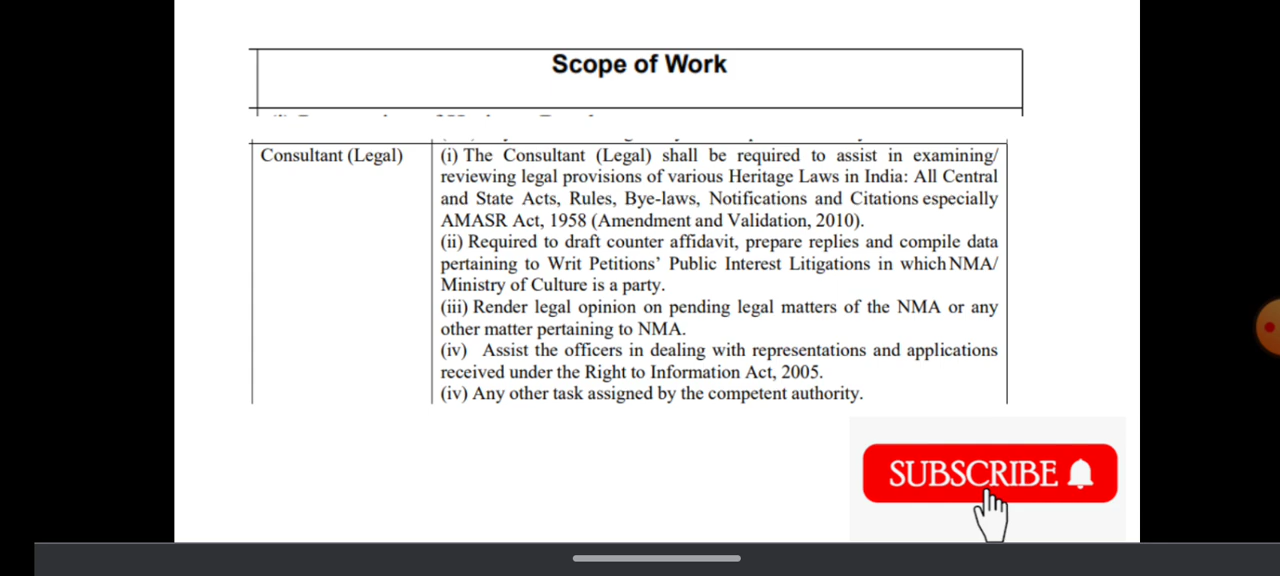 Scope of Work
Consultant (Legal)
(i) The Consultant (Legal) shall be required to assist in examining/
reviewing legal provisions of various Heritage Laws in India: All Central
and State Acts, Rules, Bye-laws, Notifications and Citations especially
AMASR Act, 1958 (Amendment and Validation, 2010).
(ii) Required to draft counter affidavit, prepare replies and compile data
pertaining to Writ Petitions' Public Interest Litigations in which NMA/
Ministry of Culture is a party.
(iii) Render legal opinion on pending legal matters of the NMA or any
other matter pertaining to NMA.
(iv) Assist the officers in dealing with representations and applications
received under the Right to Information Act, 2005.
(iv) Any other task assigned by the competent authority.
SUBSCRIBE